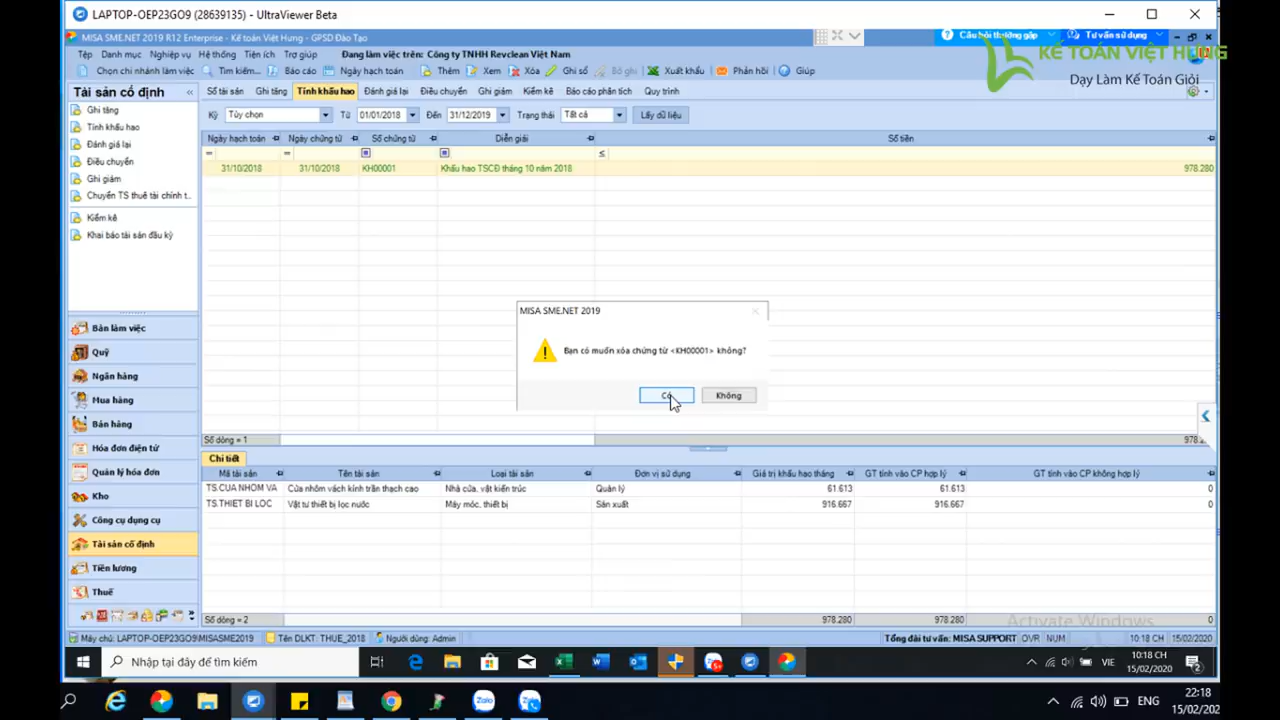 LAPTOP-OEP23GO9 (28639135) - UltraViewer Beta
MISA SME.NET 2019 R12 Enterprise - Kế toán Việt Hưng - GPSD Đào Tạo
Câu hỏi thường gặp
Tư vấn sử dụng
KẾ TOÁN VIỆT HƯNG
Dạy Làm Kế Toán Giỏi
Tệp Danh mục Nghiệp vụ Hệ thống Tiện ích Trợ giúp Đang làm việc trên: Công ty TNHH Revclean Việt Nam
Chọn chi nhánh làm việc Tìm kiếm... Báo cáo Nhật ký hạch toán Thêm Xem Xóa Ghi sổ Bỏ ghi Xuất khẩu Phản hồi Giúp
Tài sản cố định «
Ghi tăng
Tính khấu hao
Đánh giá lại
Điều chuyển
Ghi giảm
Chuyển TS thuê tài chính t...
Kiểm kê
Khai báo tài sản đầu kỳ
Sổ tài sản Ghi tăng Tính khấu hao Đánh giá lại Điều chuyển Ghi giảm Kiểm kê Báo cáo phân tích Quy trình
Kỳ Tùy chọn Từ 01/01/2018 Đến 31/12/2019 Trạng thái Tất cả Lấy dữ liệu
Ngày hạch toán Ngày chứng từ Số chứng từ Diễn giải Số tiền
= = ≤
31/10/2018 31/10/2018 KH00001 Khấu hao TSCĐ tháng 10 năm 2018 978.280
MISA SME.NET 2019
Bạn có muốn xóa chứng từ <KH00001> không?
Có Không
Số dòng = 1
Chi tiết
Mã tài sản Tên tài sản Loại tài sản Đơn vị sử dụng Giá trị khấu hao tháng GT tính vào CP hợp lý GT tính vào CP không hợp lý
TS.CUA NHOM VA Cửa nhôm vách kính trần thạch cao Nhà cửa, vật kiến trúc Quản lý 61.613 61.613 0
TS.THIET BI LOC Vật tư thiết bị lọc nước Máy móc, thiết bị Sản xuất 916.667 916.667 0
Số dòng = 2 978.280 978.280 0
Bàn làm việc
Quỹ
Ngân hàng
Mua hàng
Bán hàng
Hóa đơn điện tử
Quản lý hóa đơn
Kho
Công cụ dụng cụ
Tài sản cố định
Tiền lương
Thuế
Activate Windows
Máy chủ: LAPTOP-OEP23GO9\MISASME2019 Tên DLKT: THUE_2018 Người dùng: Admin Tổng đài tư vấn: MISA SUPPORT OVR NUM 10:18 CH 15/02/2020
Nhập tại đây để tìm kiếm
VIE
10:18 CH
15/02/2020
2
Zalo
Zalo
ENG
22:18
15/02/202